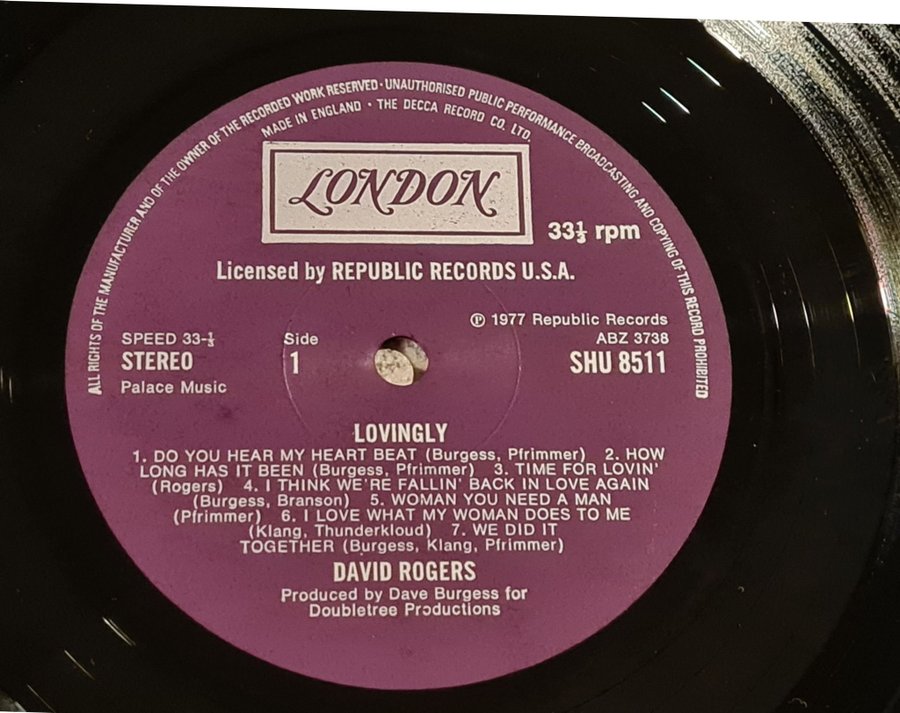 ALL RIGHTS OF THE MANUFACTURER AND OF THE OWNER OF THE RECORDED WORK RESERVED · UNAUTHORISED PUBLIC PERFORMANCE BROADCASTING AND COPYING OF THIS RECORD PROHIBITED
MADE IN ENGLAND · THE DECCA RECORD CO. LTD.
LONDON
33⅓ rpm
Licensed by REPUBLIC RECORDS U.S.A.
℗ 1977 Republic Records
SPEED 33-⅓
Side
ABZ 3738
STEREO
1
SHU 8511
Palace Music
LOVINGLY
1. DO YOU HEAR MY HEART BEAT (Burgess, Pfrimmer) 2. HOW
LONG HAS IT BEEN (Burgess, Pfrimmer) 3. TIME FOR LOVIN'
(Rogers) 4. I THINK WE'RE FALLIN' BACK IN LOVE AGAIN
(Burgess, Branson) 5. WOMAN YOU NEED A MAN
(Pfrimmer) 6. I LOVE WHAT MY WOMAN DOES TO ME
(Klang, Thunderkloud) 7. WE DID IT
TOGETHER (Burgess, Klang, Pfrimmer)
DAVID ROGERS
Produced by Dave Burgess for
Doubletree Productions